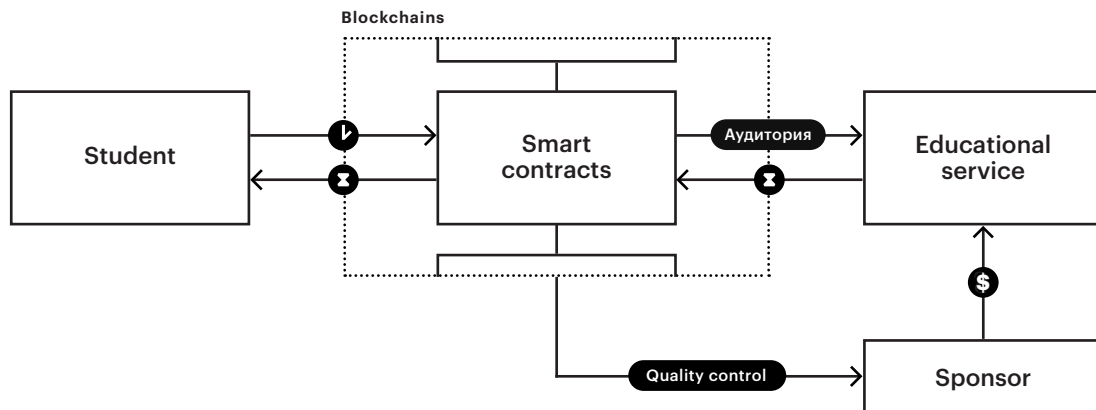 Blockchains
Student
Smart
contracts
Аудитория
Educational
service
$
Quality control
Sponsor